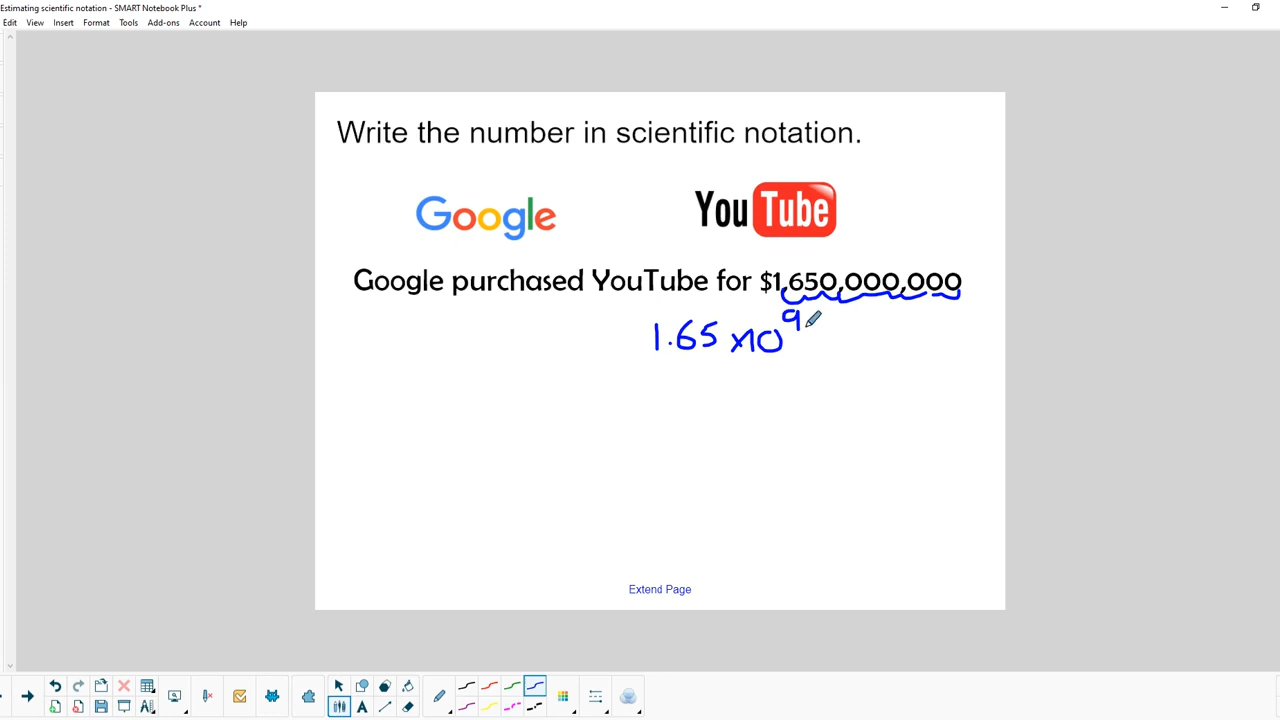 Estimating scientific notation - SMART Notebook Plus *
Edit View Insert Format Tools Add-ons Account Help
Write the number in scientific notation.
Google YouTube
Google purchased YouTube for $1,650,000,000
1.65 x10⁹
Extend Page